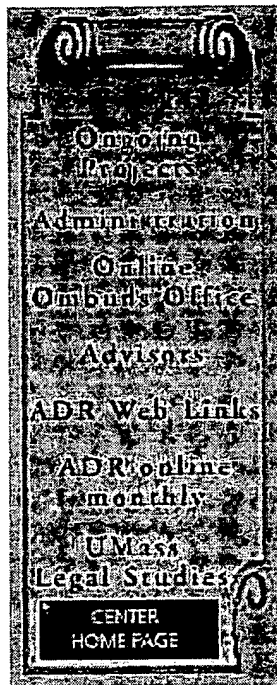 Ongoing
Projects
Administration
Online
Ombuds Office
Advisors
ADR Web Links
ADR online
monthly
UMass
Legal Studies
CENTER
HOME PAGE